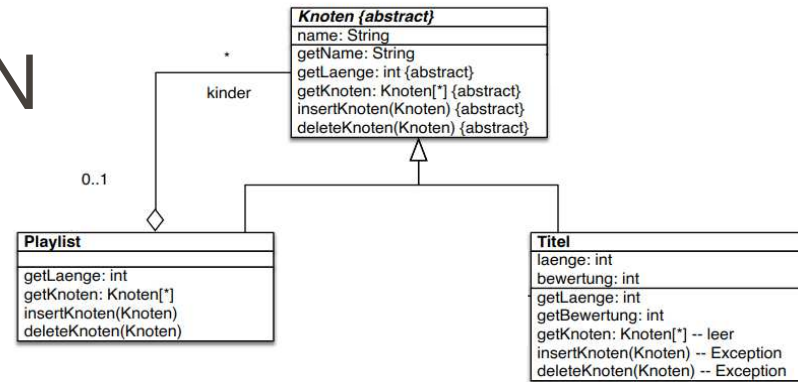 N
Knoten {abstract}
name: String
getName: String
getLaenge: int {abstract}
getKnoten: Knoten[*] {abstract}
insertKnoten(Knoten) {abstract}
deleteKnoten(Knoten) {abstract}
*
kinder
0..1
Playlist
getLaenge: int
getKnoten: Knoten[*]
insertKnoten(Knoten)
deleteKnoten(Knoten)
Titel
laenge: int
bewertung: int
getLaenge: int
getBewertung: int
getKnoten: Knoten[*] -- leer
insertKnoten(Knoten) -- Exception
deleteKnoten(Knoten) -- Exception